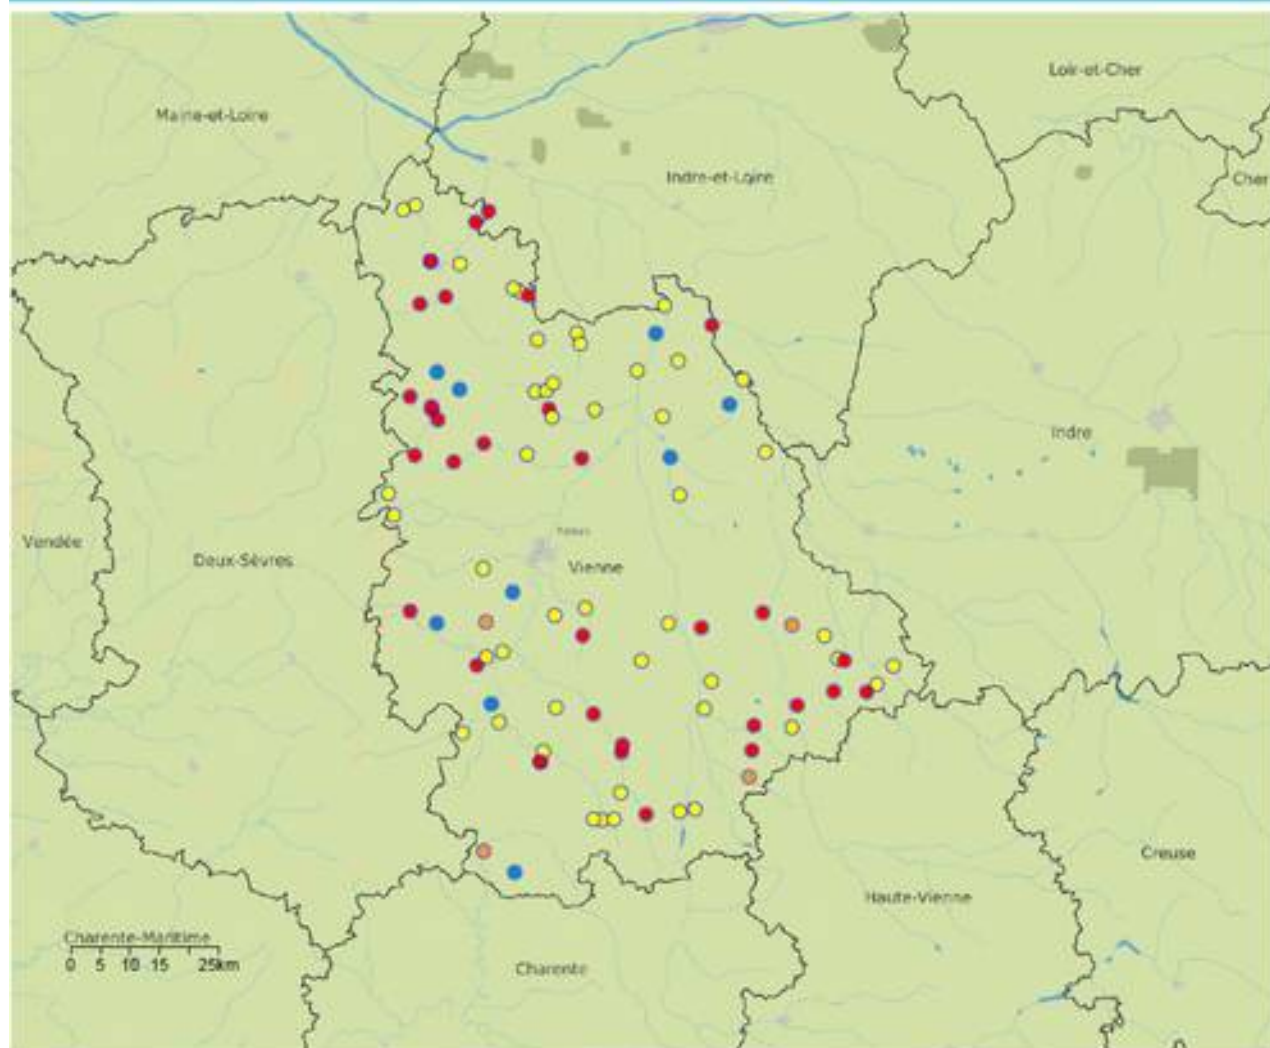 Loir-et-Cher
Maine-et-Loire
Indre-et-Loire
Cher
Indre
Vendée
Deux-Sèvres
Vienne
Creuse
Haute-Vienne
Charente-Maritime
0 5 10 15 25km
Charente